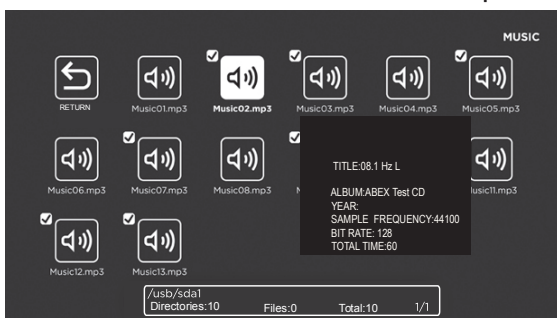 MUSIC
RETURN
Music01.mp3
Music02.mp3
Music03.mp3
Music04.mp3
Music05.mp3
Music06.mp3
Music07.mp3
Music08.mp3
Music11.mp3
TITLE:08.1 Hz L
ALBUM:ABEX Test CD
YEAR:
SAMPLE FREQUENCY:44100
BIT RATE: 128
TOTAL TIME:60
Music12.mp3
Music13.mp3
/usb/sda1
Directories:10 Files:0 Total:10 1/1